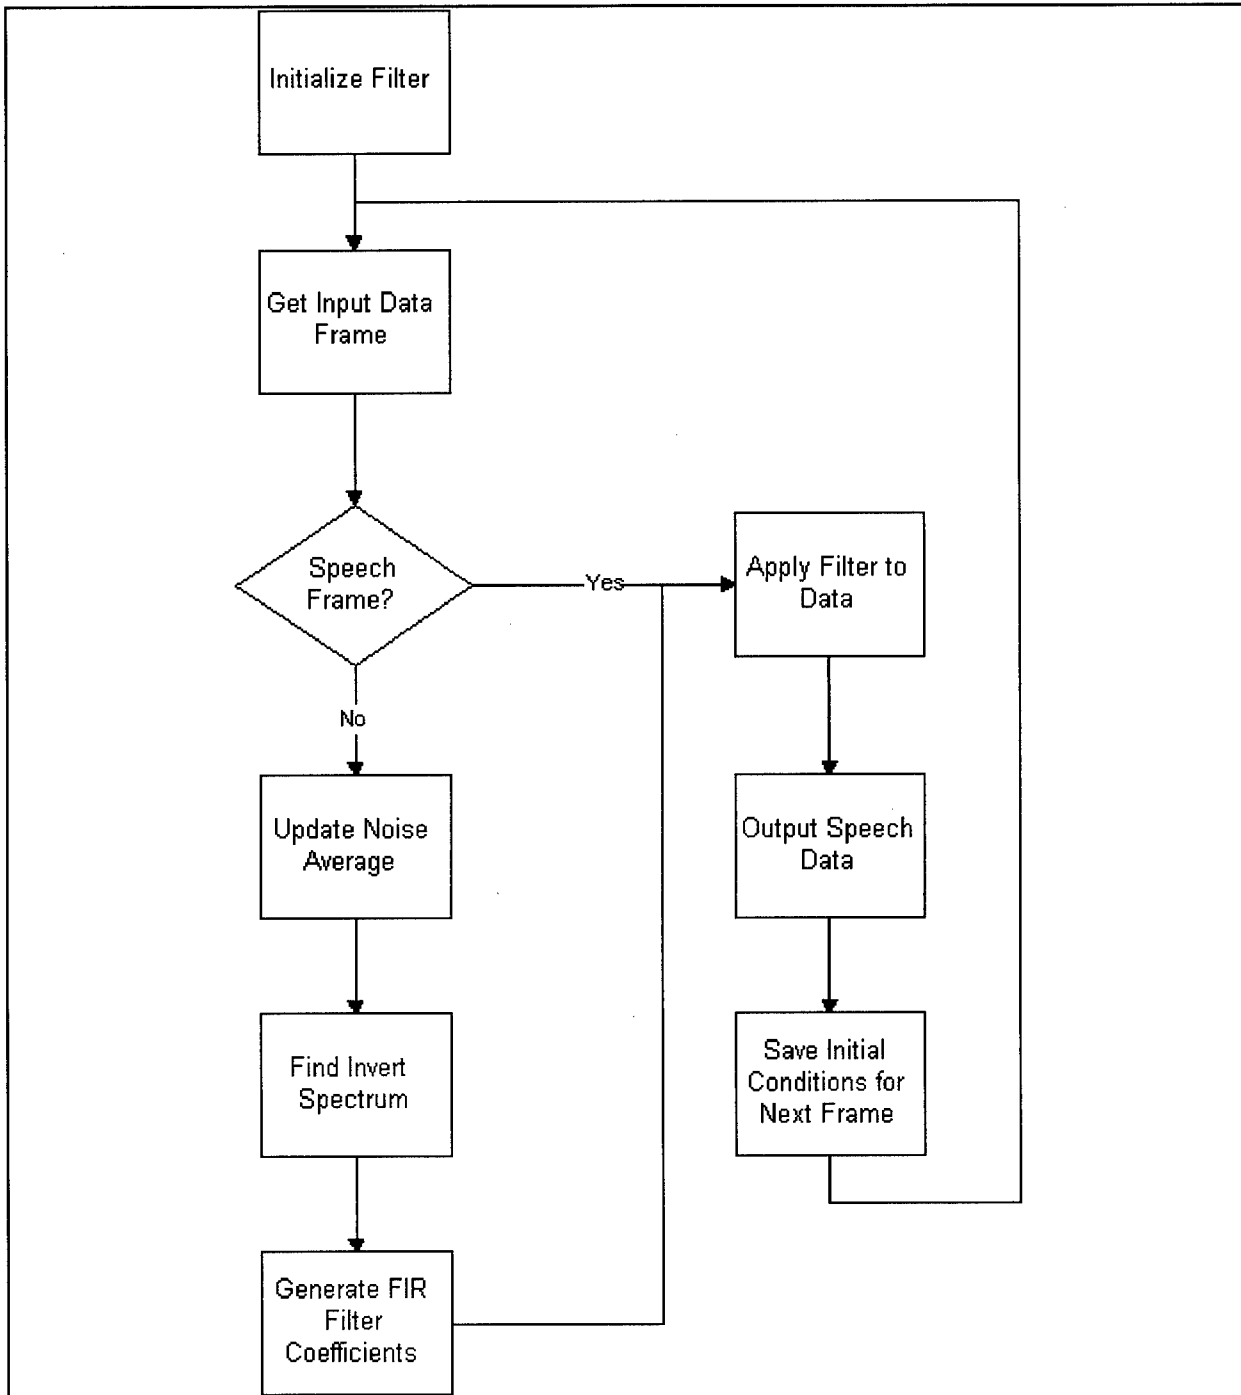 Initialize Filter
Get Input Data
Frame
Speech
Frame?
Yes
Apply Filter to
Data
No
Update Noise
Average
Output Speech
Data
Find Invert
Spectrum
Save Initial
Conditions for
Next Frame
Generate FIR
Filter
Coefficients